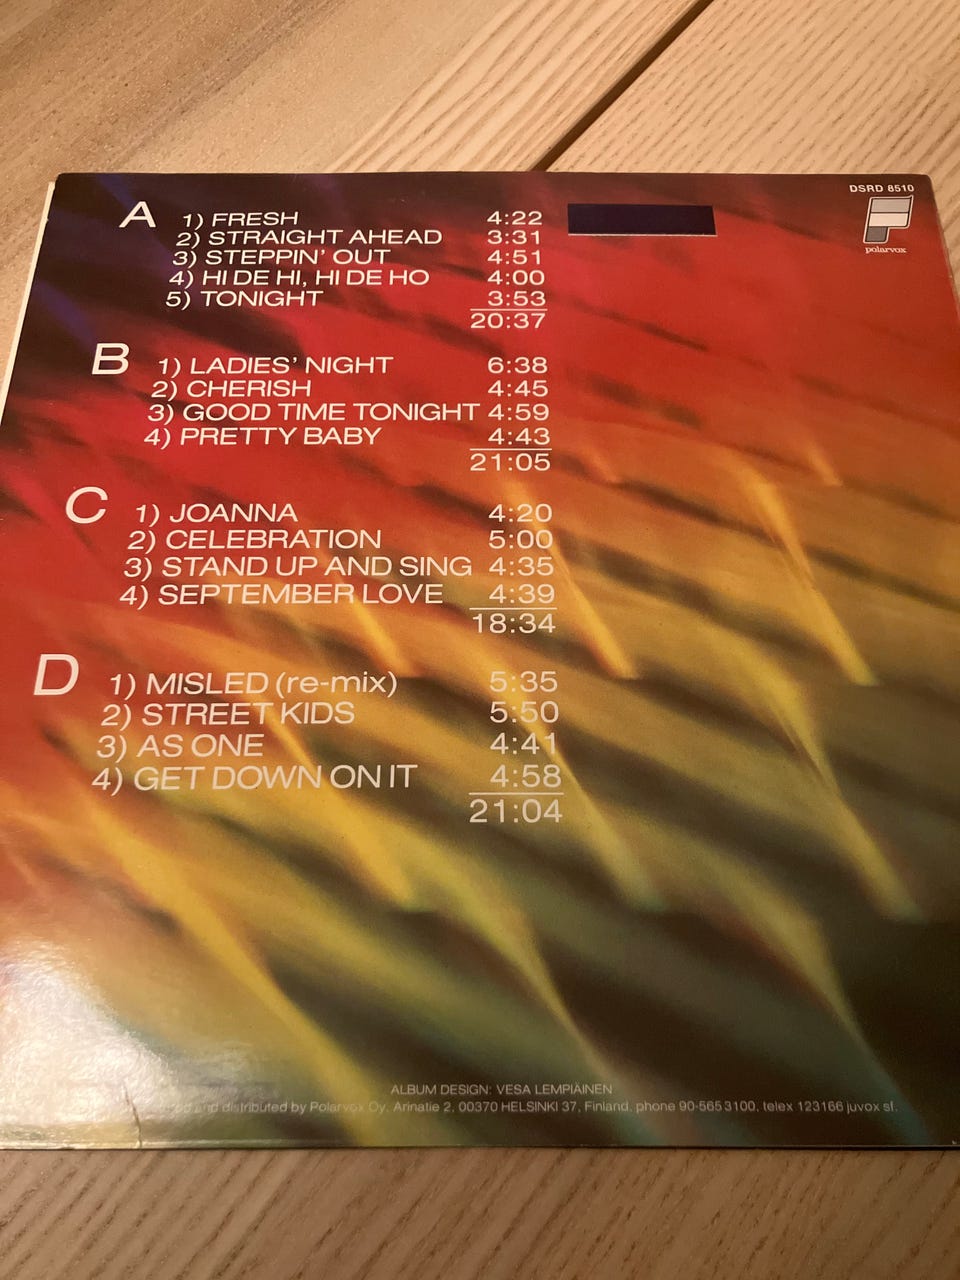 DSRD 8510
polarvox
A
1) FRESH 4:22
2) STRAIGHT AHEAD 3:31
3) STEPPIN' OUT 4:51
4) HI DE HI, HI DE HO 4:00
5) TONIGHT 3:53
20:37
B
1) LADIES' NIGHT 6:38
2) CHERISH 4:45
3) GOOD TIME TONIGHT 4:59
4) PRETTY BABY 4:43
21:05
C
1) JOANNA 4:20
2) CELEBRATION 5:00
3) STAND UP AND SING 4:35
4) SEPTEMBER LOVE 4:39
18:34
D
1) MISLED (re-mix) 5:35
2) STREET KIDS 5:50
3) AS ONE 4:41
4) GET DOWN ON IT 4:58
21:04
ALBUM DESIGN: VESA LEMPIÄINEN
and distributed by Polarvox Oy, Arinatie 2, 00370 HELSINKI 37, Finland, phone 90-565 3100, telex 123166 juvox sf.